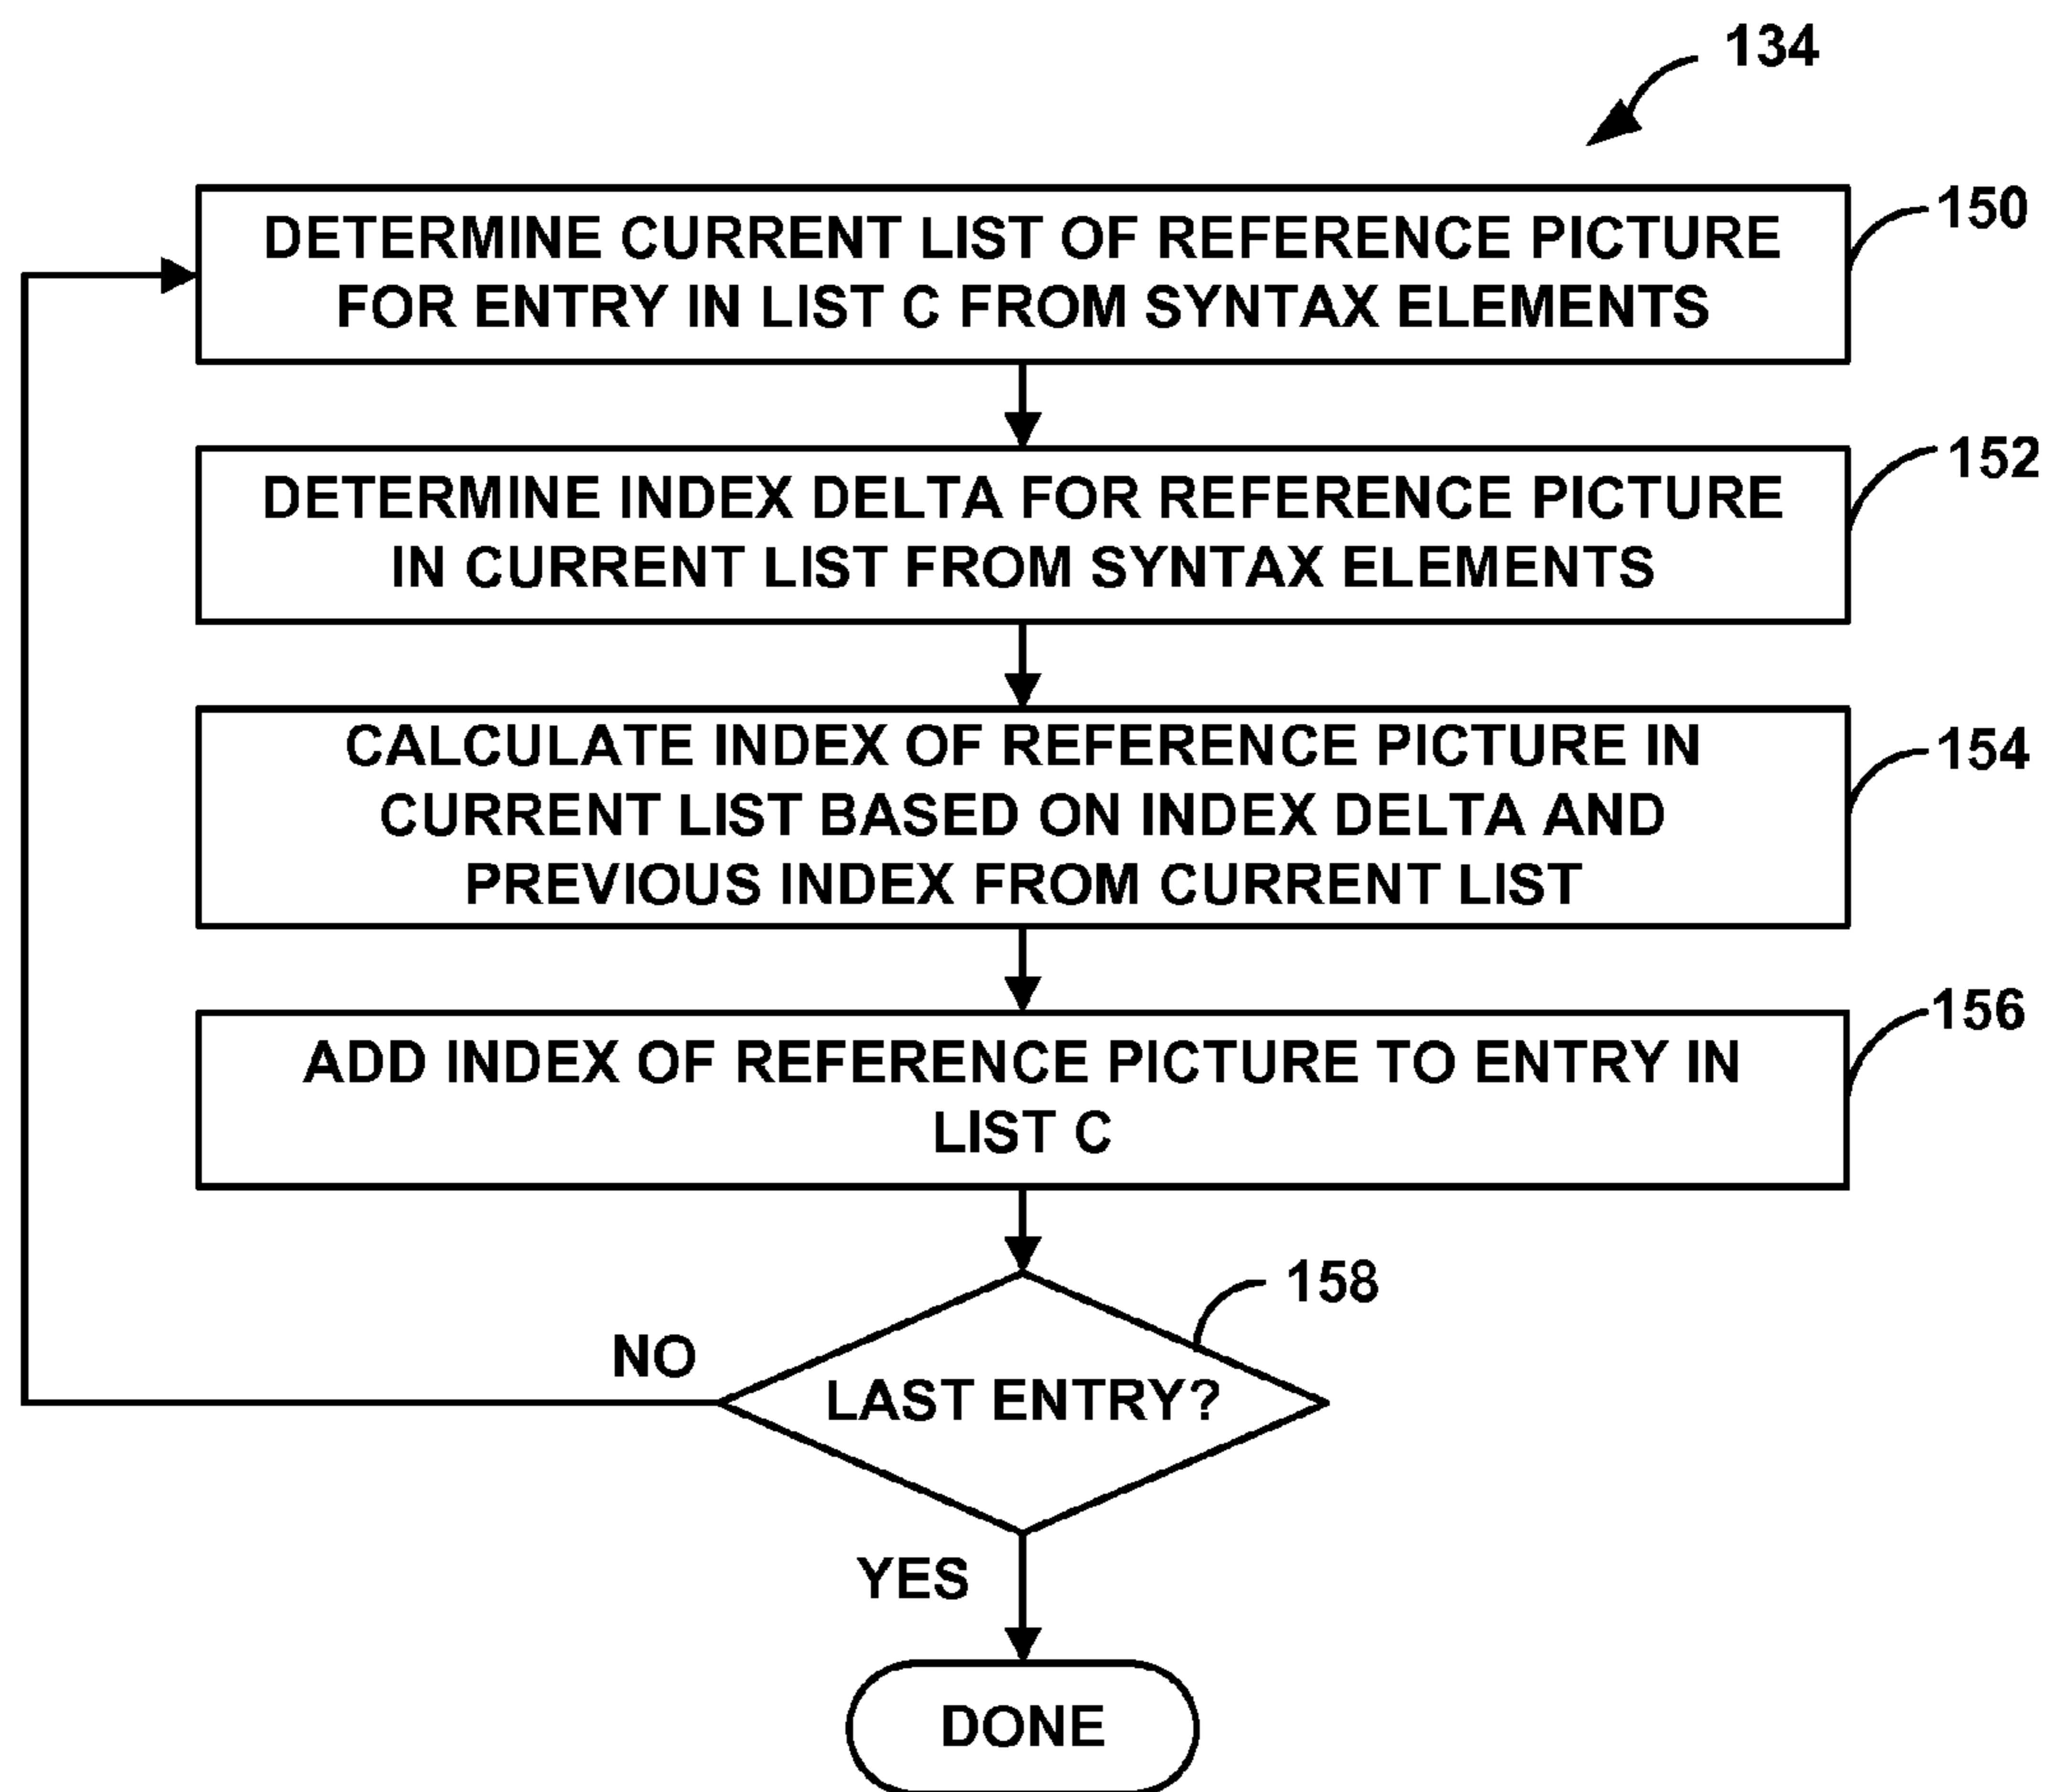 134
DETERMINE CURRENT LIST OF REFERENCE PICTURE
FOR ENTRY IN LIST C FROM SYNTAX ELEMENTS
150
DETERMINE INDEX DELTA FOR REFERENCE PICTURE
IN CURRENT LIST FROM SYNTAX ELEMENTS
152
CALCULATE INDEX OF REFERENCE PICTURE IN
CURRENT LIST BASED ON INDEX DELTA AND
PREVIOUS INDEX FROM CURRENT LIST
154
ADD INDEX OF REFERENCE PICTURE TO ENTRY IN
LIST C
156
158
NO
LAST ENTRY?
YES
DONE